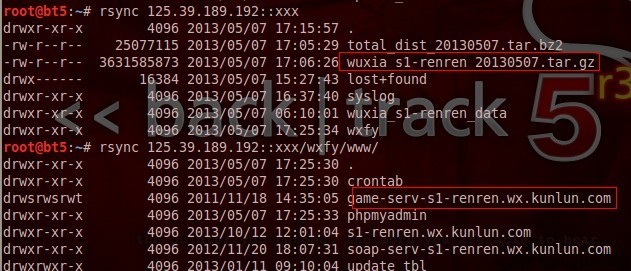 root@bt5:~# rsync 125.39.189.192::xxx
drwxr-xr-x 4096 2013/05/07 17:15:57 .
-rw-r--r-- 25077115 2013/05/07 17:05:29 total_dist_20130507.tar.bz2
-rw-r--r-- 3631585873 2013/05/07 17:06:26 wuxia_s1-renren_20130507.tar.gz
drwx------ 16384 2013/05/07 15:27:43 lost+found
drwxr-xr-x 4096 2013/05/07 16:37:40 syslog
drwxr-xr-x 4096 2013/05/07 06:10:01 wuxia_s1-renren_data
drwxr-xr-x 4096 2013/05/07 17:25:34 wxfy
<< back | track 5 r3
root@bt5:~# rsync 125.39.189.192::xxx/wxfy/www/
drwxr-xr-x 4096 2013/05/07 17:25:30 .
drwxr-xr-x 4096 2013/05/07 17:25:30 crontab
drwsrwsrwt 4096 2011/11/18 14:35:05 game-serv-s1-renren.wx.kunlun.com
drwxr-xr-x 4096 2013/05/07 17:25:33 phpmyadmin
drwxr-xr-x 4096 2013/10/12 12:01:04 s1-renren.wx.kunlun.com
drwxr-xr-x 4096 2012/11/20 18:07:31 soap-serv-s1-renren.wx.kunlun.com
drwxr-xr-x 4096 2013/01/11 09:10:04 update_tbl